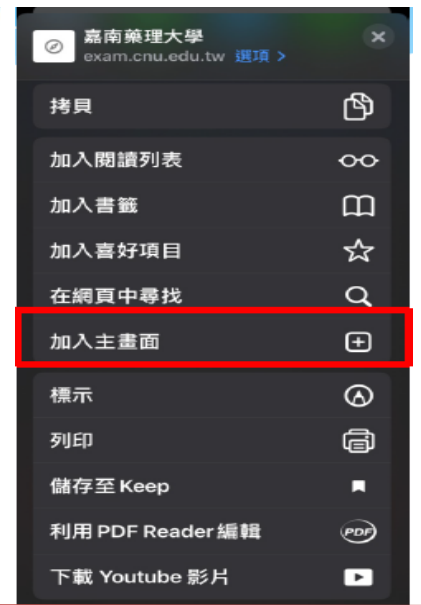 嘉南藥理大學
exam.cnu.edu.tw 選項 >
拷貝
加入閱讀列表
加入書籤
加入喜好項目
在網頁中尋找
加入主畫面
標示
列印
儲存至 Keep
利用 PDF Reader 編輯
PDF
下載 Youtube 影片